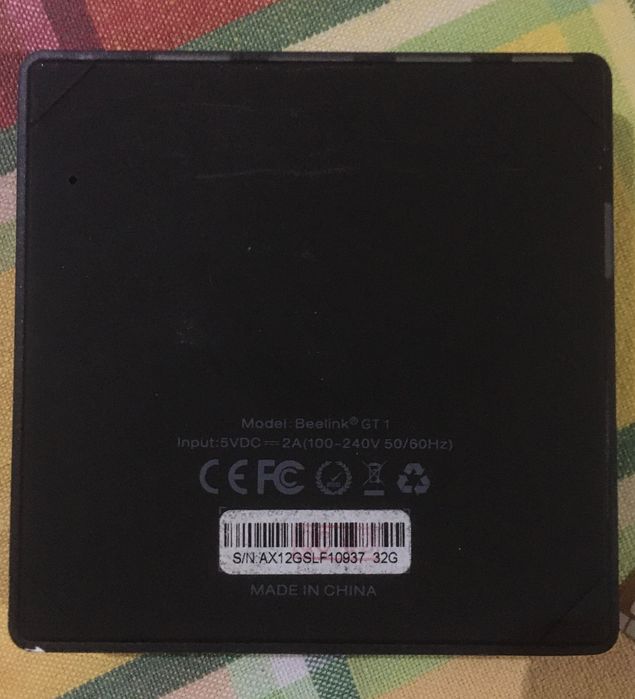 Model: Beelink® GT 1
Input:5VDC⎓2A(100-240V 50/60Hz)
CE FC
S/N:AX12GSLF10937 32G
MADE IN CHINA